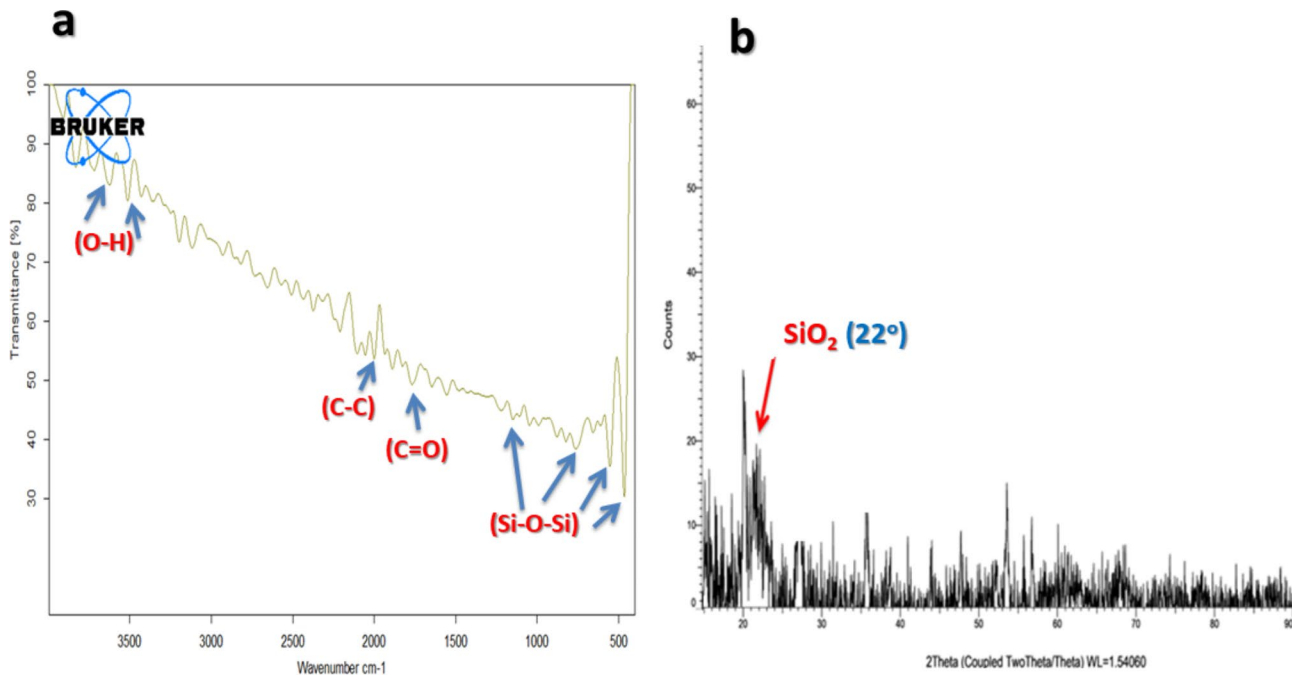 a
b
BRUKER
Transmittance [%]
100
90
80
70
60
50
40
30
(O-H)
(C-C)
(C=O)
(Si-O-Si)
3500
3000
2500
2000
1500
1000
500
Wavenumber cm-1
Counts
60
50
40
30
20
10
0
SiO₂ (22°)
20
30
40
50
60
70
80
90
2Theta (Coupled TwoTheta/Theta) WL=1.54060